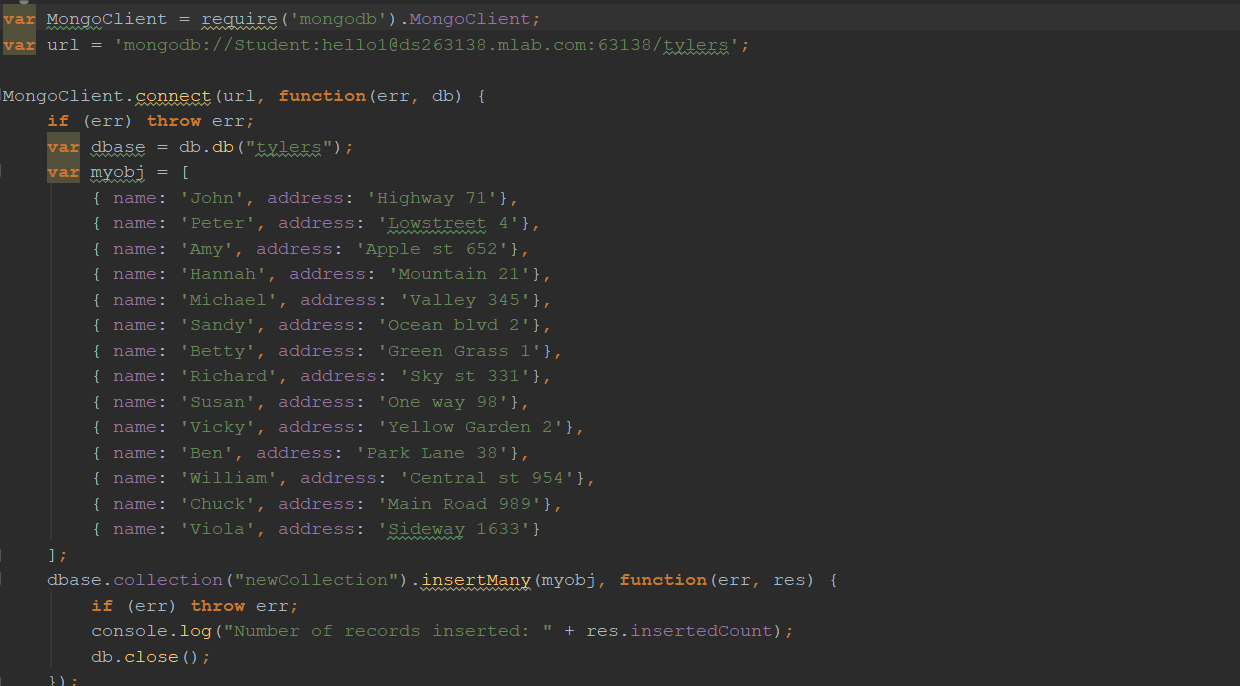 var MongoClient = require('mongodb').MongoClient;
var url = 'mongodb://Student:hello1@ds263138.mlab.com:63138/tylers';
MongoClient.connect(url, function(err, db) {
if (err) throw err;
var dbase = db.db("tylers");
var myobj = [
{ name: 'John', address: 'Highway 71'},
{ name: 'Peter', address: 'Lowstreet 4'},
{ name: 'Amy', address: 'Apple st 652'},
{ name: 'Hannah', address: 'Mountain 21'},
{ name: 'Michael', address: 'Valley 345'},
{ name: 'Sandy', address: 'Ocean blvd 2'},
{ name: 'Betty', address: 'Green Grass 1'},
{ name: 'Richard', address: 'Sky st 331'},
{ name: 'Susan', address: 'One way 98'},
{ name: 'Vicky', address: 'Yellow Garden 2'},
{ name: 'Ben', address: 'Park Lane 38'},
{ name: 'William', address: 'Central st 954'},
{ name: 'Chuck', address: 'Main Road 989'},
{ name: 'Viola', address: 'Sideway 1633'}
];
dbase.collection("newCollection").insertMany(myobj, function(err, res) {
if (err) throw err;
console.log("Number of records inserted: " + res.insertedCount);
db.close();
});